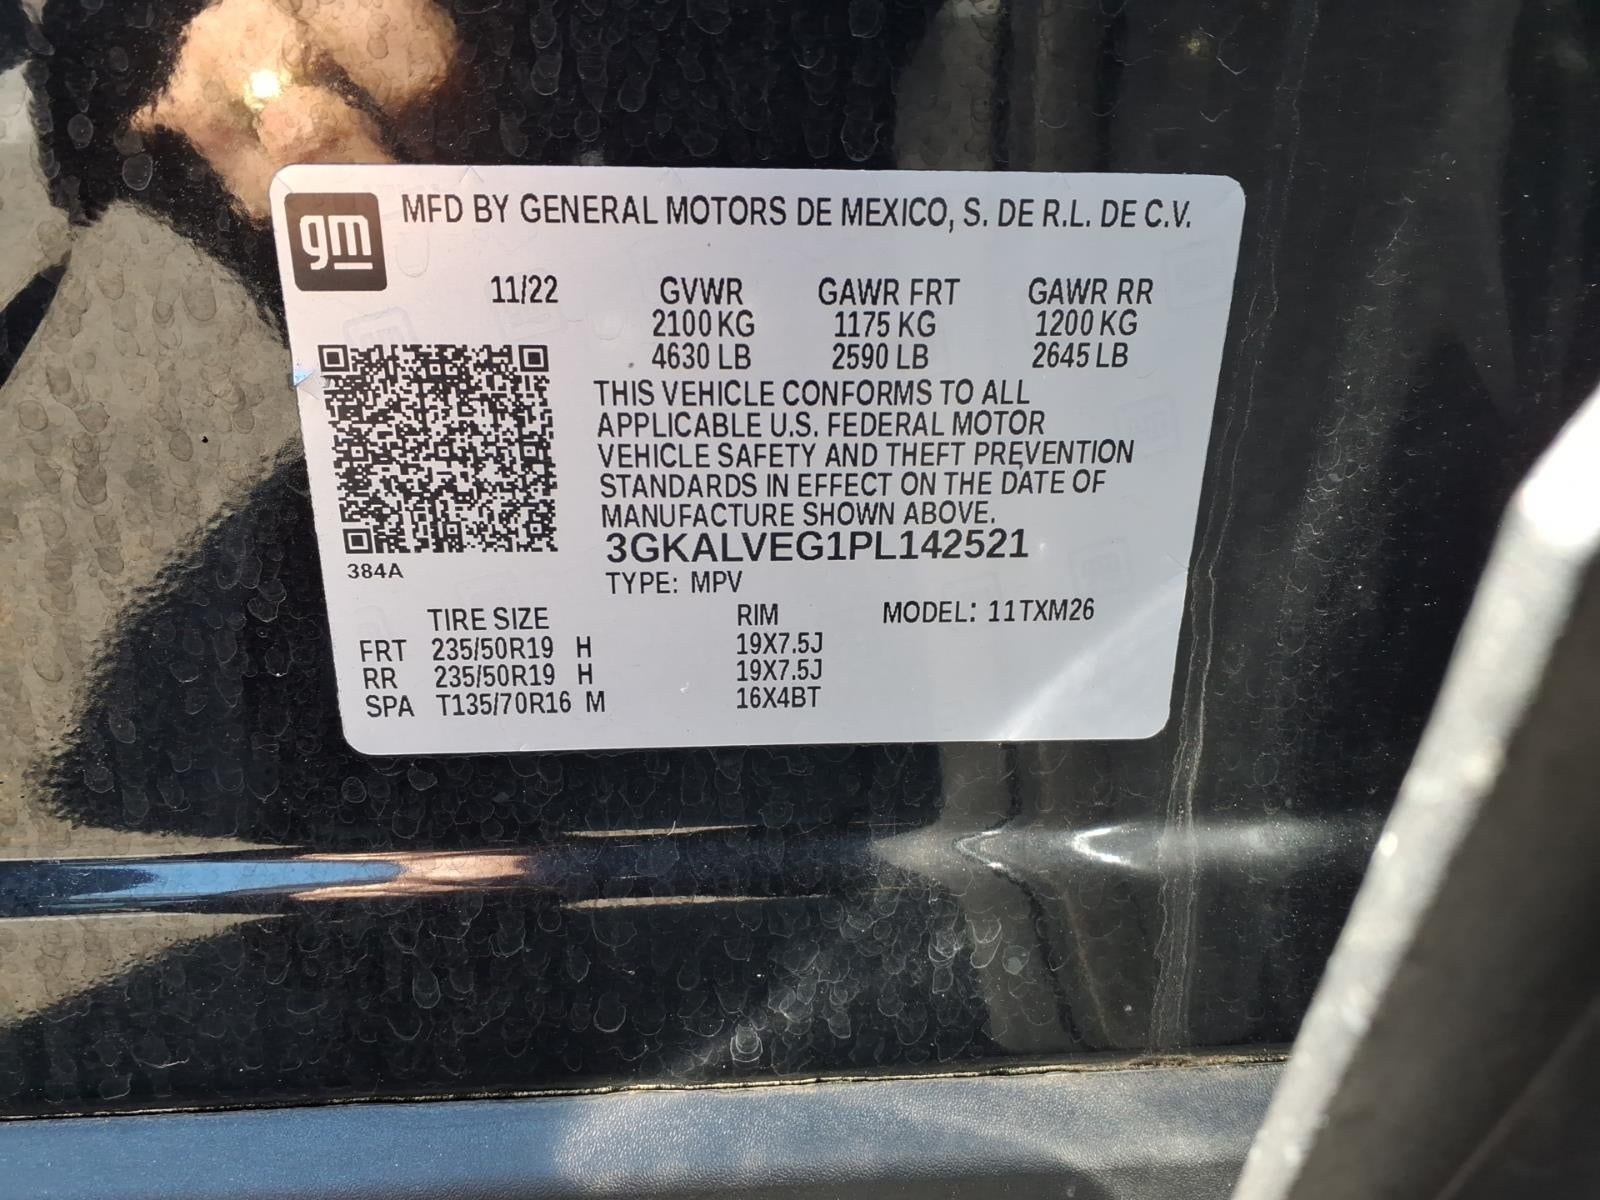 gm
MFD BY GENERAL MOTORS DE MEXICO, S. DE R.L. DE C.V.
11/22 GVWR GAWR FRT GAWR RR
2100 KG 1175 KG 1200 KG
4630 LB 2590 LB 2645 LB
THIS VEHICLE CONFORMS TO ALL
APPLICABLE U.S. FEDERAL MOTOR
VEHICLE SAFETY AND THEFT PREVENTION
STANDARDS IN EFFECT ON THE DATE OF
MANUFACTURE SHOWN ABOVE.
3GKALVEG1PL142521
384A
TYPE: MPV
TIRE SIZE RIM MODEL: 11TXM26
FRT 235/50R19 H 19X7.5J
RR 235/50R19 H 19X7.5J
SPA T135/70R16 M 16X4BT